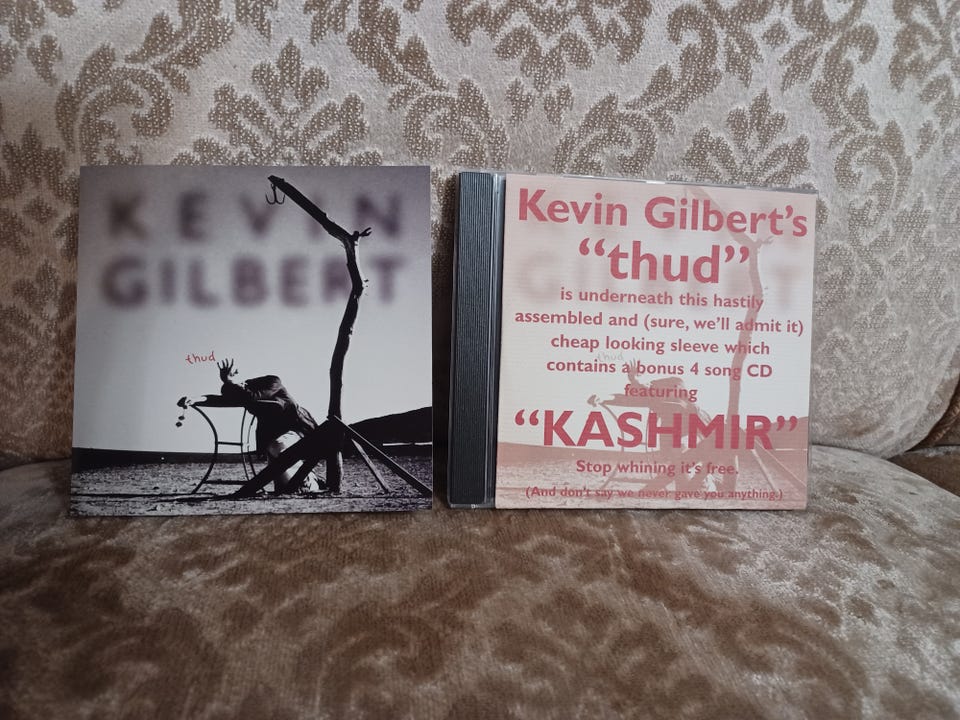 KEVIN
GILBERT
thud
Kevin Gilbert's
“thud”
is underneath this hastily
assembled and (sure, we'll admit it)
cheap looking sleeve which
contains a bonus 4 song CD
featuring
“KASHMIR”
Stop whining it's free.
(And don't say we never gave you anything.)
thud